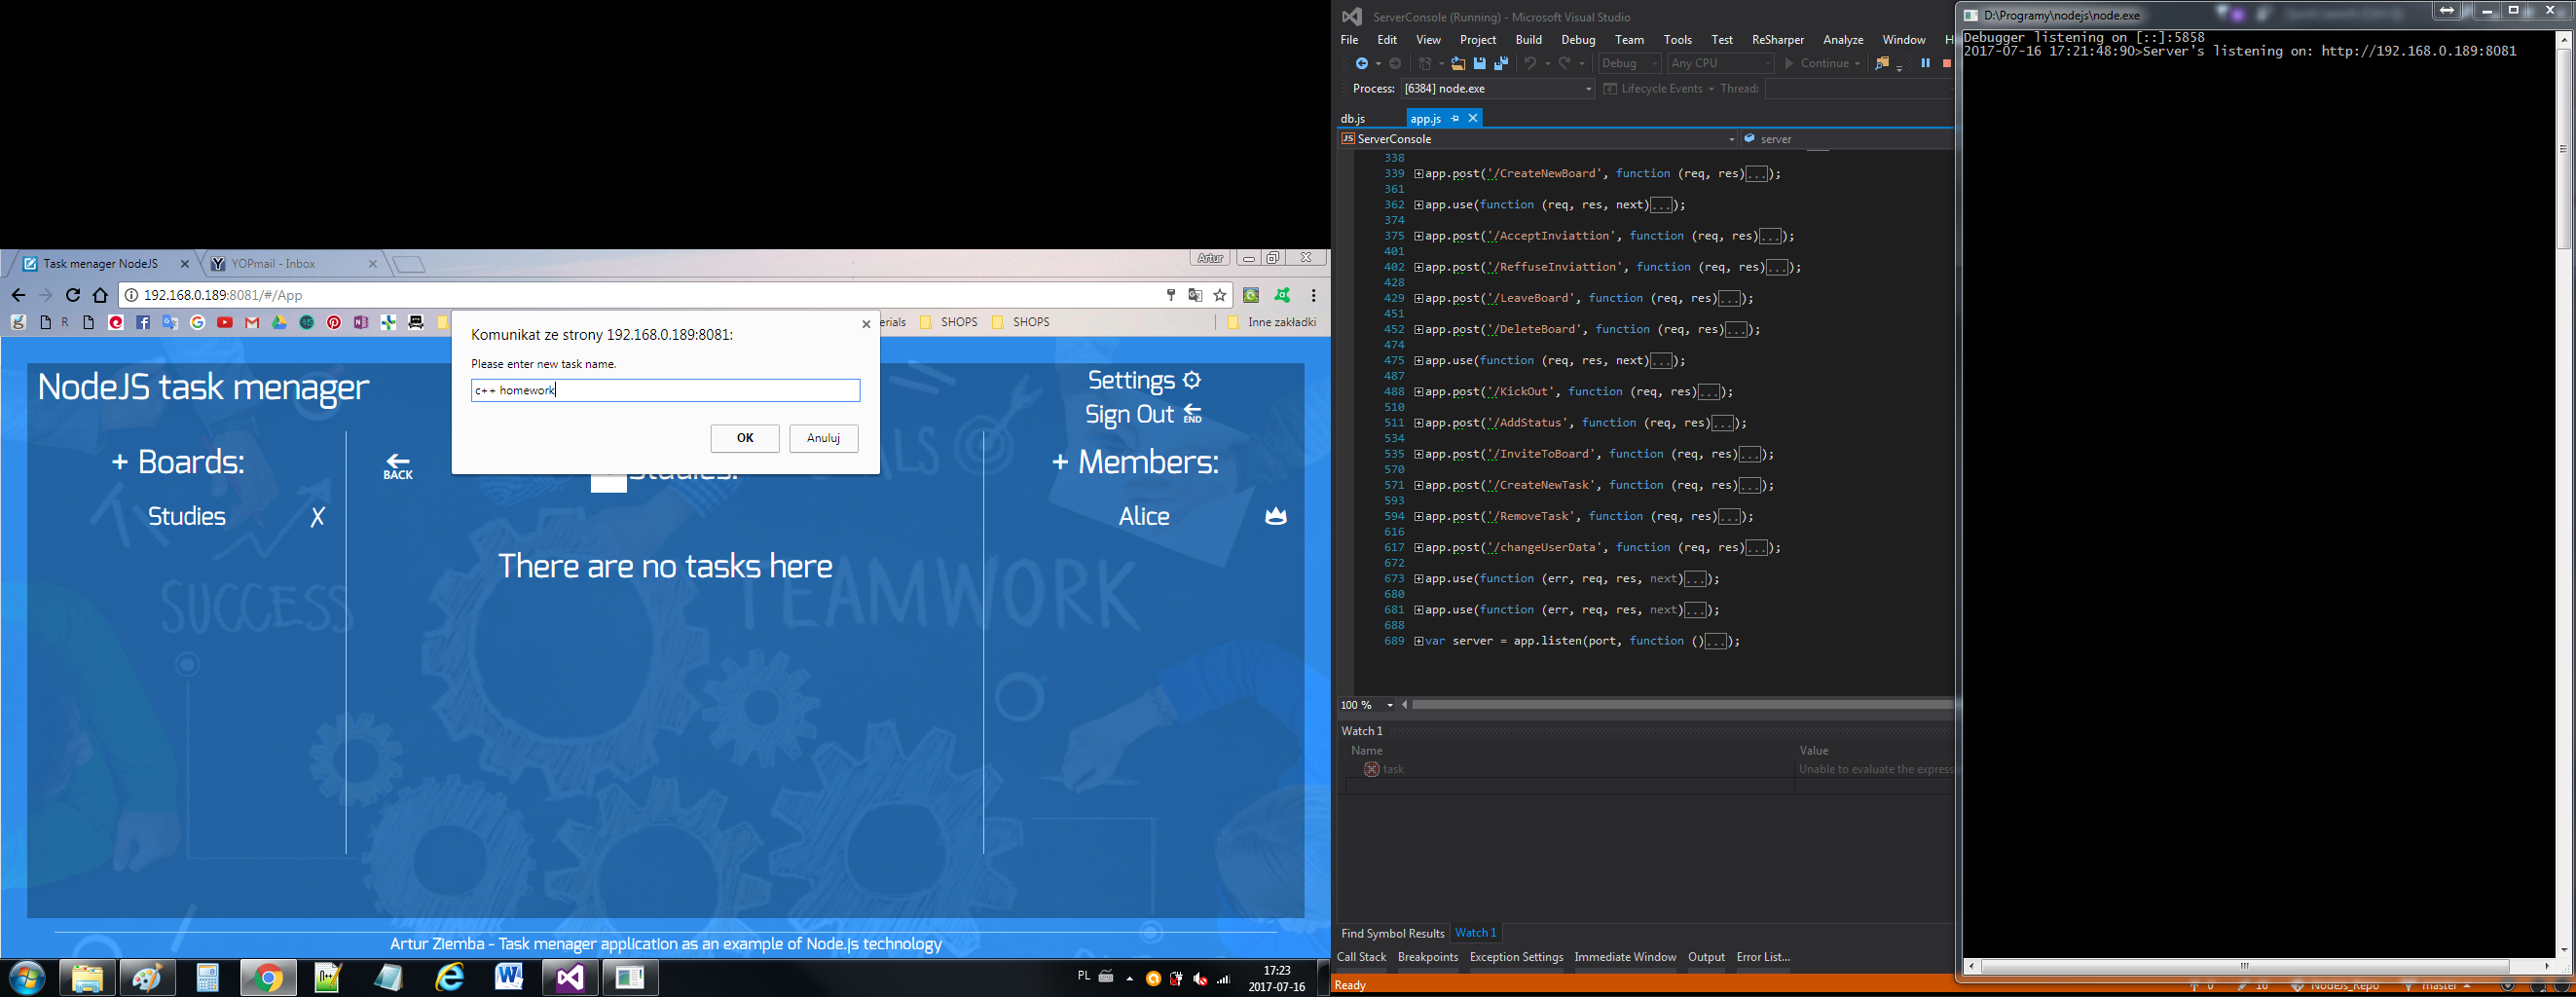 Task menager NodeJS
YOPmail - Inbox
Artur
192.168.0.189:8081/#/App
R
erials
SHOPS
SHOPS
Inne zakładki
Komunikat ze strony 192.168.0.189:8081:
Please enter new task name.
c++ homework
OK
Anuluj
NodeJS task menager
Settings
Sign Out
END
+ Boards:
BACK
Studies:
+ Members:
Studies
X
Alice
There are no tasks here
SUCCESS
TEAMWORK
Artur Ziemba - Task menager application as an example of Node.js technology
PL
17:23
2017-07-16
ServerConsole (Running) - Microsoft Visual Studio
File Edit View Project Build Debug Team Tools Test ReSharper Analyze Window
Debug
Any CPU
Continue
Process: [6384] node.exe
Lifecycle Events
Thread:
db.js
app.js
ServerConsole
server
338
339 app.post('/CreateNewBoard', function (req, res)...);
361
362 app.use(function (req, res, next)...);
374
375 app.post('/AcceptInviattion', function (req, res)...);
401
402 app.post('/ReffuseInviattion', function (req, res)...);
428
429 app.post('/LeaveBoard', function (req, res)...);
451
452 app.post('/DeleteBoard', function (req, res)...);
474
475 app.use(function (req, res, next)...);
487
488 app.post('/KickOut', function (req, res)...);
510
511 app.post('/AddStatus', function (req, res)...);
534
535 app.post('/InviteToBoard', function (req, res)...);
570
571 app.post('/CreateNewTask', function (req, res)...);
593
594 app.post('/RemoveTask', function (req, res)...);
616
617 app.post('/changeUserData', function (req, res)...);
672
673 app.use(function (err, req, res, next)...);
680
681 app.use(function (err, req, res, next)...);
688
689 var server = app.listen(port, function ()...);
100 %
Watch 1
Name Value
task Unable to evaluate the express
Find Symbol Results Watch 1
Call Stack Breakpoints Exception Settings Immediate Window Output Error List...
Ready
0
10
NodeJs_Repo
master
D:\Programy\nodejs\node.exe
Debugger listening on [::]:5858
2017-07-16 17:21:48:90>Server's listening on: http://192.168.0.189:8081